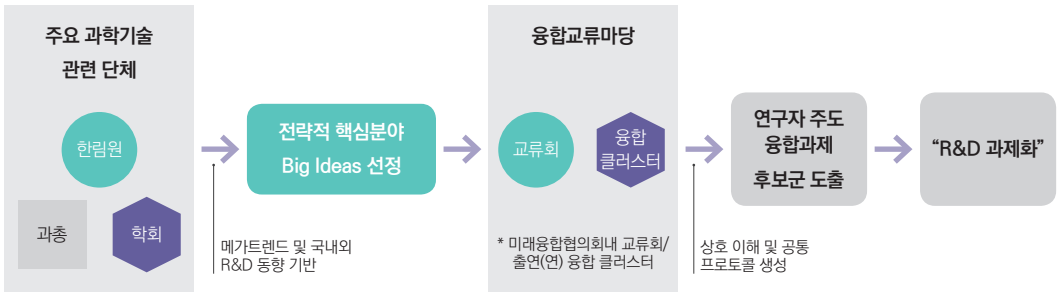 주요 과학기술
관련 단체
한림원
과총
학회
메가트렌드 및 국내외
R&D 동향 기반
전략적 핵심분야
Big Ideas 선정
융합교류마당
교류회
융합
클러스터
* 미래융합협의회내 교류회/
출연(연) 융합 클러스터
상호 이해 및 공통
프로토콜 생성
연구자 주도
융합과제
후보군 도출
“R&D 과제화”